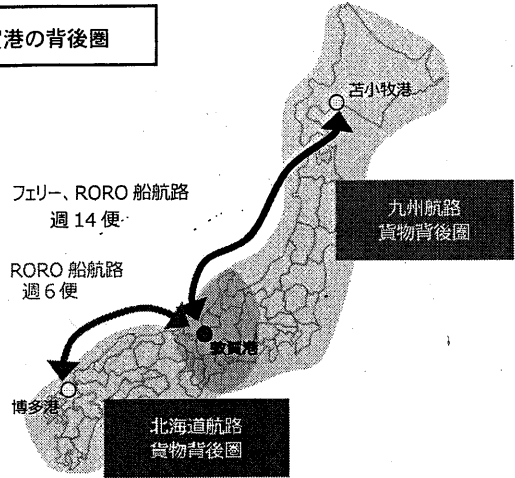 港の背後圏
苫小牧港
フェリー、RORO 船航路
週 14 便
九州航路
貨物背後圏
RORO 船航路
週 6 便
敦賀港
博多港
北海道航路
貨物背後圏